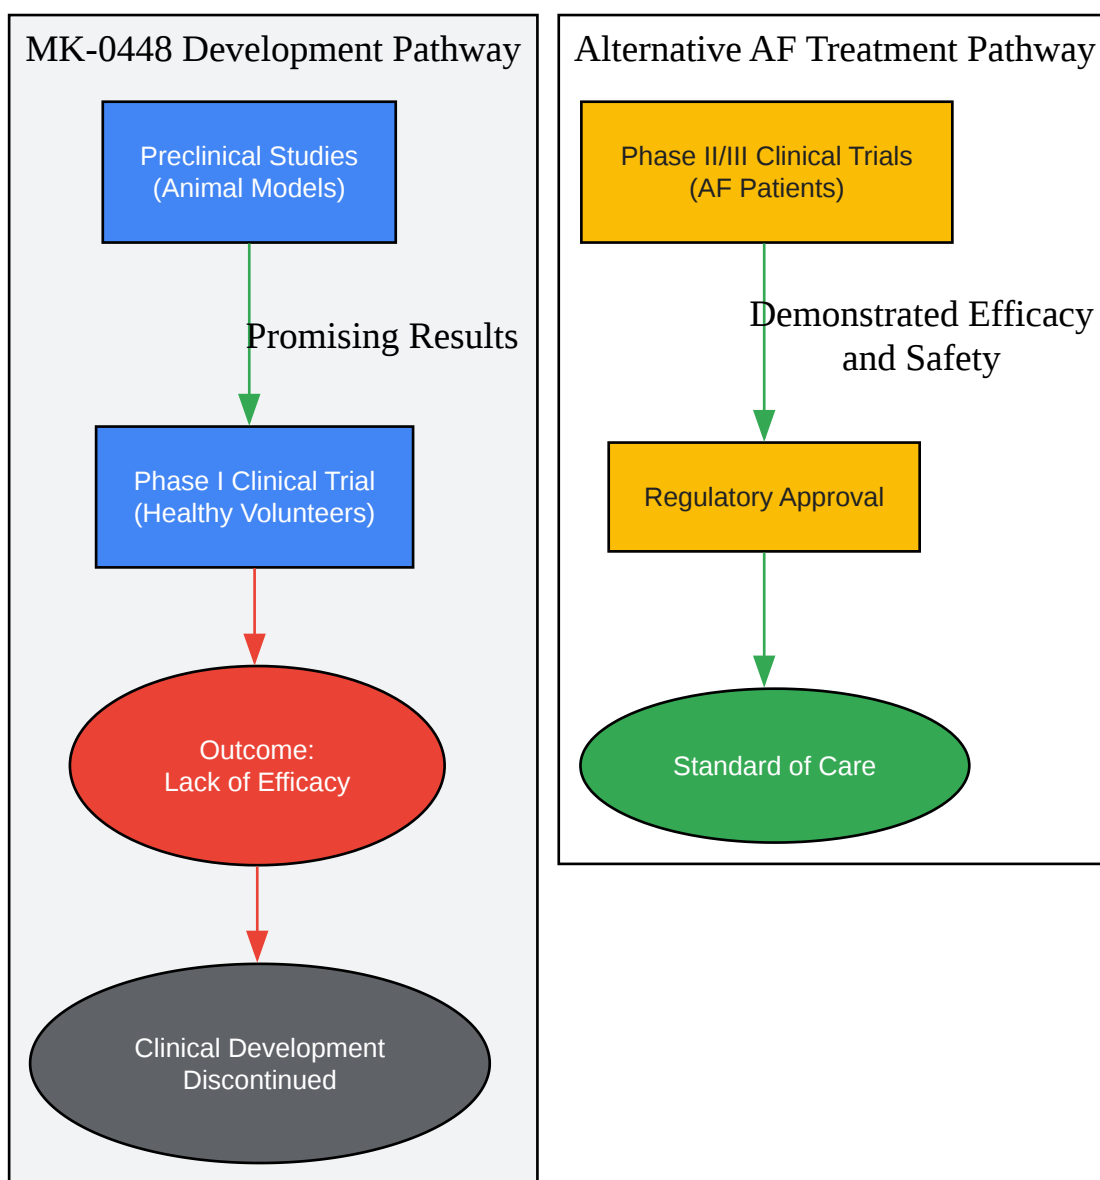 MK-0448 Development Pathway
Preclinical Studies
(Animal Models)
Promising Results
Phase I Clinical Trial
(Healthy Volunteers)
Outcome:
Lack of Efficacy
Clinical Development
Discontinued
Alternative AF Treatment Pathway
Phase II/III Clinical Trials
(AF Patients)
Demonstrated Efficacy
and Safety
Regulatory Approval
Standard of Care